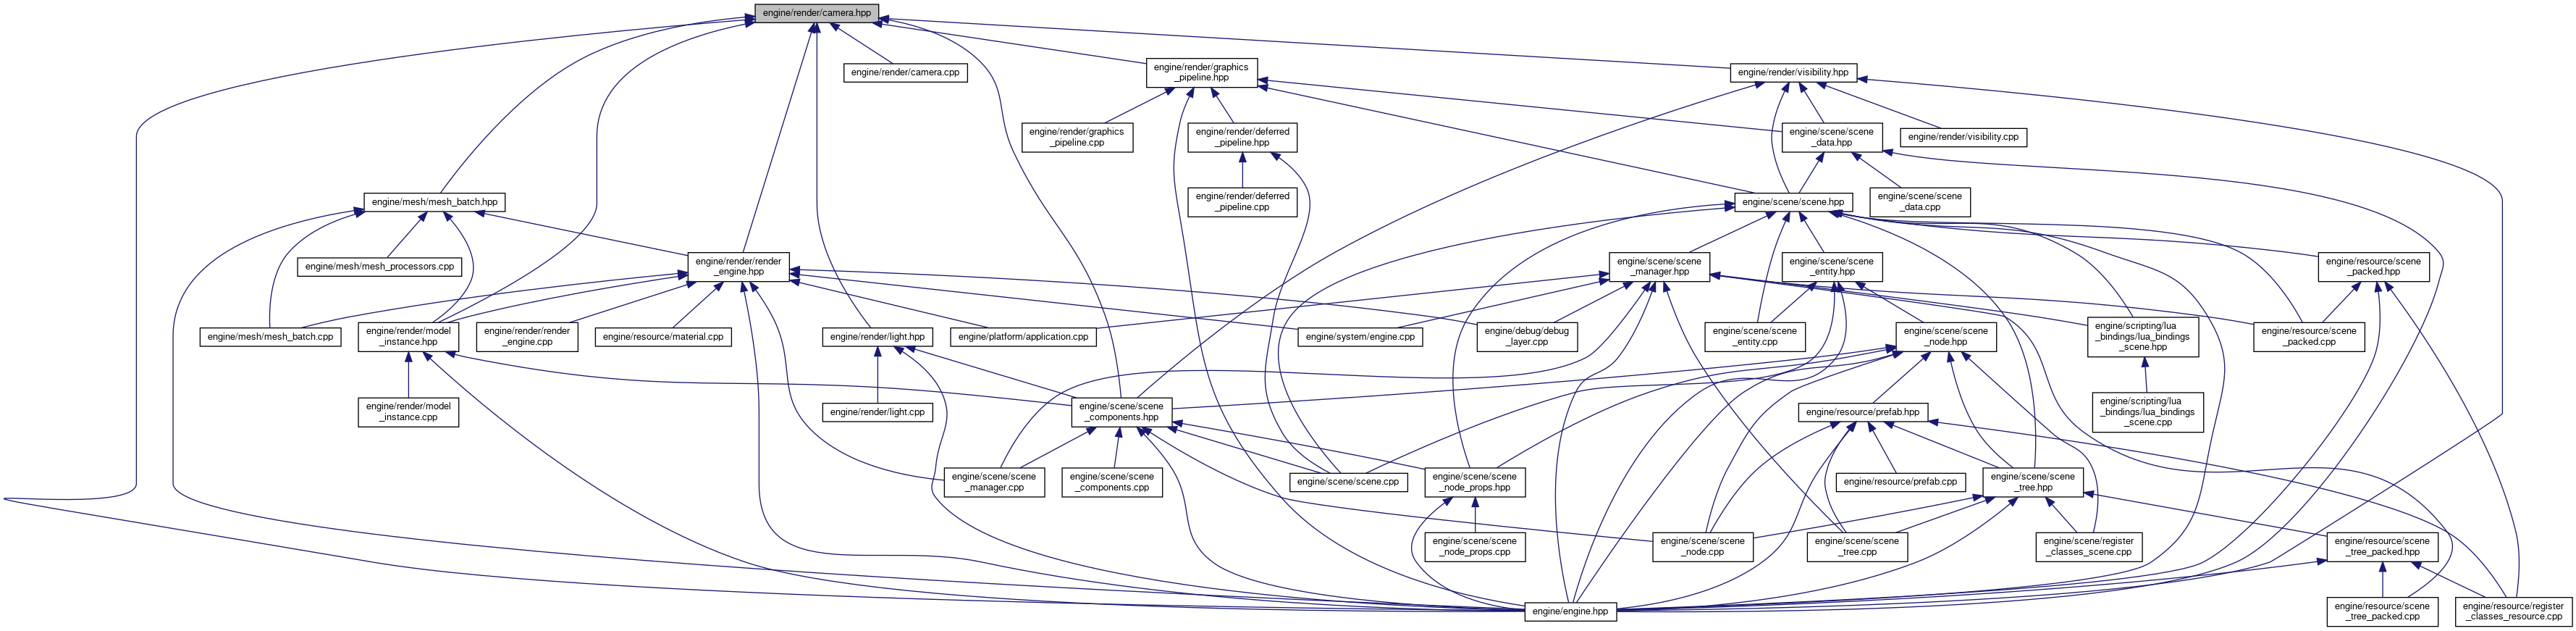 engine/render/camera.hpp
engine/render/camera.cpp
engine/render/graphics
_pipeline.hpp
engine/render/visibility.hpp
engine/render/graphics
_pipeline.cpp
engine/render/deferred
_pipeline.hpp
engine/scene/scene
_data.hpp
engine/render/visibility.cpp
engine/mesh/mesh_batch.hpp
engine/render/deferred
_pipeline.cpp
engine/scene/scene.hpp
engine/scene/scene
_data.cpp
engine/mesh/mesh_processors.cpp
engine/render/render
_engine.hpp
engine/scene/scene
_manager.hpp
engine/scene/scene
_entity.hpp
engine/resource/scene
_packed.hpp
engine/mesh/mesh_batch.cpp
engine/render/model
_instance.hpp
engine/render/render
_engine.cpp
engine/resource/material.cpp
engine/render/light.hpp
engine/platform/application.cpp
engine/system/engine.cpp
engine/debug/debug
_layer.cpp
engine/scene/scene
_entity.cpp
engine/scene/scene
_node.hpp
engine/scripting/lua
_bindings/lua_bindings
_scene.hpp
engine/resource/scene
_packed.cpp
engine/render/model
_instance.cpp
engine/render/light.cpp
engine/scene/scene
_components.hpp
engine/resource/prefab.hpp
engine/scripting/lua
_bindings/lua_bindings
_scene.cpp
engine/scene/scene
_manager.cpp
engine/scene/scene
_components.cpp
engine/scene/scene.cpp
engine/scene/scene
_node_props.hpp
engine/resource/prefab.cpp
engine/scene/scene
_tree.hpp
engine/scene/scene
_node_props.cpp
engine/scene/scene
_node.cpp
engine/scene/scene
_tree.cpp
engine/scene/register
_classes_scene.cpp
engine/resource/scene
_tree_packed.hpp
engine/engine.hpp
engine/resource/scene
_tree_packed.cpp
engine/resource/register
_classes_resource.cpp